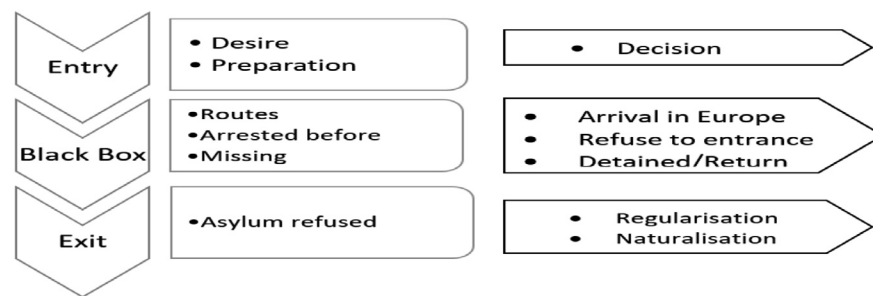 Entry
• Desire
• Preparation
• Decision
Black Box
•Routes
•Arrested before
•Missing
• Arrival in Europe
• Refuse to entrance
• Detained/Return
Exit
•Asylum refused
• Regularisation
• Naturalisation